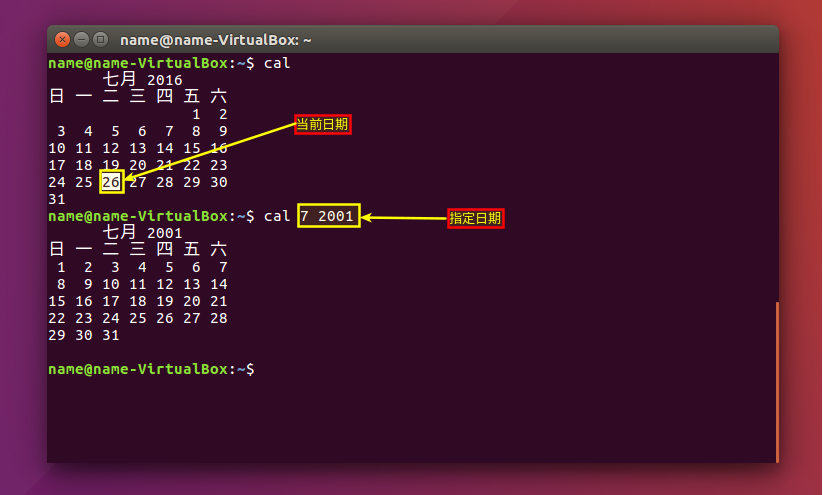 name@name-VirtualBox: ~
name@name-VirtualBox:~$ cal
七月 2016
日 一 二 三 四 五 六
1 2
3 4 5 6 7 8 9
当前日期
10 11 12 13 14 15 16
17 18 19 20 21 22 23
24 25 26 27 28 29 30
31
name@name-VirtualBox:~$ cal 7 2001
指定日期
七月 2001
日 一 二 三 四 五 六
1 2 3 4 5 6 7
8 9 10 11 12 13 14
15 16 17 18 19 20 21
22 23 24 25 26 27 28
29 30 31
name@name-VirtualBox:~$